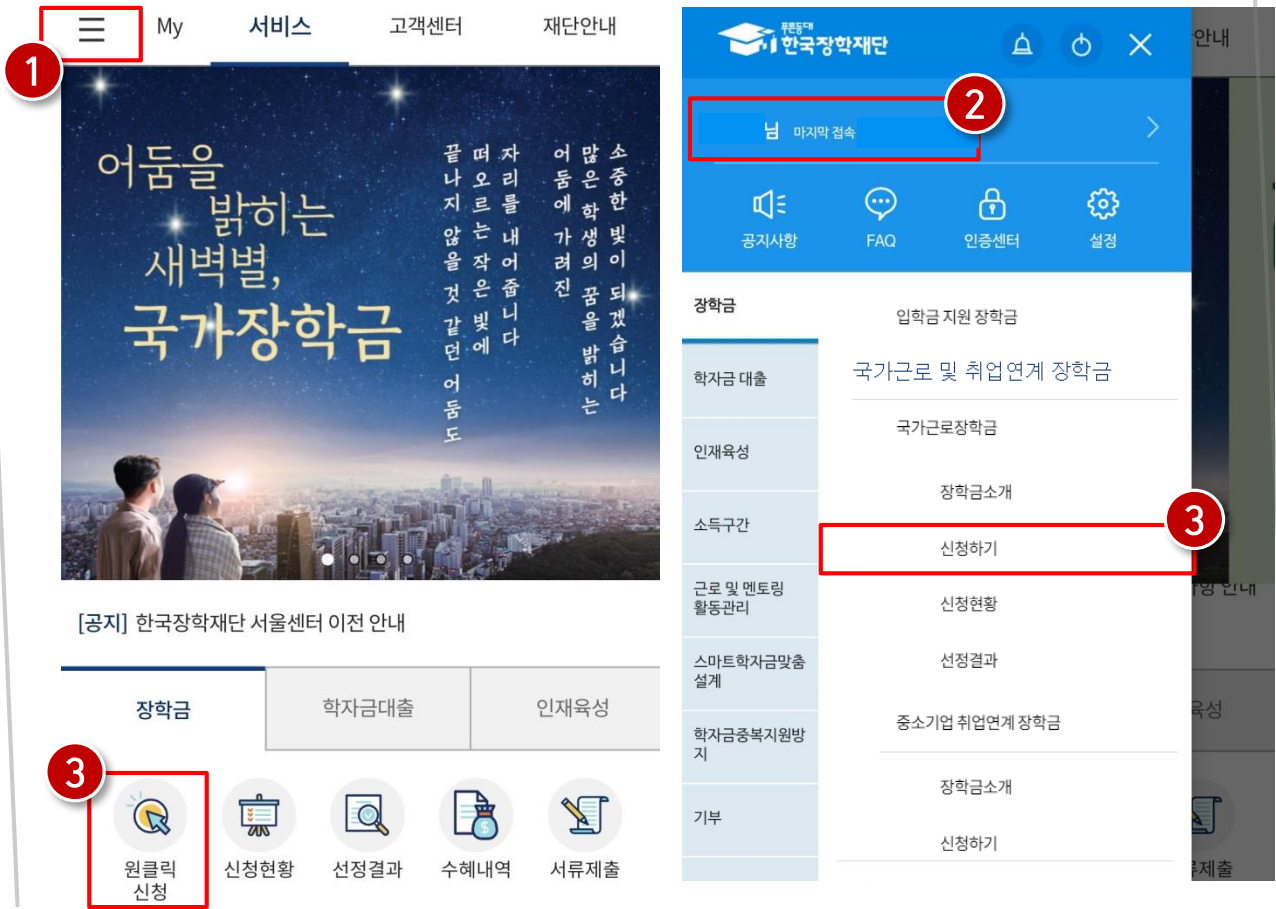 1
My 서비스 고객센터 재단안내
어둠을
밝히는
새벽별,
국가장학금
소중한 빛이 되겠습니다
많은 학생의 꿈을 밝히는
어둠에 가려진
자리를 내어줍니다
떠오르는 작은 빛에
끝나지 않을 것 같던 어둠도
[공지] 한국장학재단 서울센터 이전 안내
장학금 학자금대출 인재육성
3
원클릭
신청
신청현황 선정결과 수혜내역 서류제출
푸른등대
한국장학재단
2
님 마지막 접속
공지사항 FAQ 인증센터 설정
장학금
학자금 대출
인재육성
소득구간
근로 및 멘토링
활동관리
스마트학자금맞춤
설계
학자금중복지원방
지
기부
입학금 지원 장학금
국가근로 및 취업연계 장학금
국가근로장학금
장학금소개
3
신청하기
신청현황
선정결과
중소기업 취업연계 장학금
장학금소개
신청하기
안내
안내
육성
제출